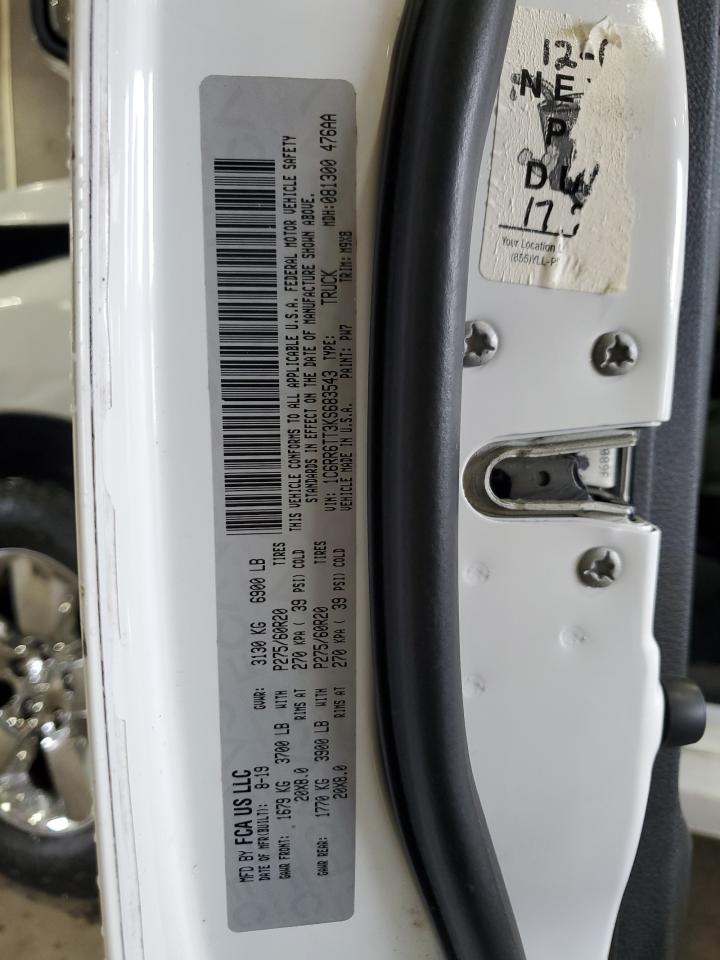 MFD BY FCA US LLC
DATE OF MFR(BUILT): 8-19 GVWR: 3130 KG 6900 LB
GAWR FRONT: 1679 KG 3700 LB WITH P275/60R20 TIRES
20X8.0 RIMS AT 270 KPA ( 39 PSI) COLD
GAWR REAR: 1770 KG 3900 LB WITH P275/60R20 TIRES
20X8.0 RIMS AT 270 KPA ( 39 PSI) COLD
THIS VEHICLE CONFORMS TO ALL APPLICABLE U.S.A. FEDERAL MOTOR VEHICLE SAFETY
STANDARDS IN EFFECT ON THE DATE OF MANUFACTURE SHOWN ABOVE.
VIN: 1C6RR6TT3KS683543 TYPE: TRUCK MDH:081300 476AA
VEHICLE MADE IN U.S.A. PAINT: PW7 TRIM: M9X8
NE
P
D
Your Location